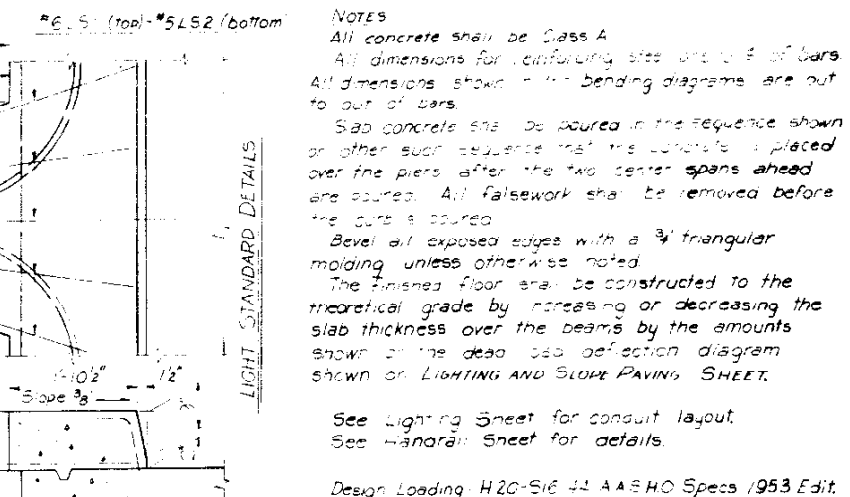 (top) - #5LS2 (bottom
NOTES
All concrete shall be Class A
All dimensions for reinforcing steel are to ℄ of bars.
All dimensions shown in the bending diagrams are out
to out of bars.
Slab concrete shall be poured in the sequence shown
or other such sequence that the concrete is placed
over the piers after the two center spans ahead
are poured. All falsework shall be removed before
the curb is poured
Bevel all exposed edges with a 3/4" triangular
molding unless otherwise noted.
The finished floor shall be constructed to the
theoretical grade by increasing or decreasing the
slab thickness over the beams by the amounts
shown on the dead load deflection diagram
shown on LIGHTING AND SLOPE PAVING SHEET.
See Lighting Sheet for conduit layout.
See Handrail Sheet for details.
Design Loading H20-S16-44 AASHO Specs 1953 Edit.
LIGHT STANDARD DETAILS
1'-10 1/2"
1/2"
Slope 3/8